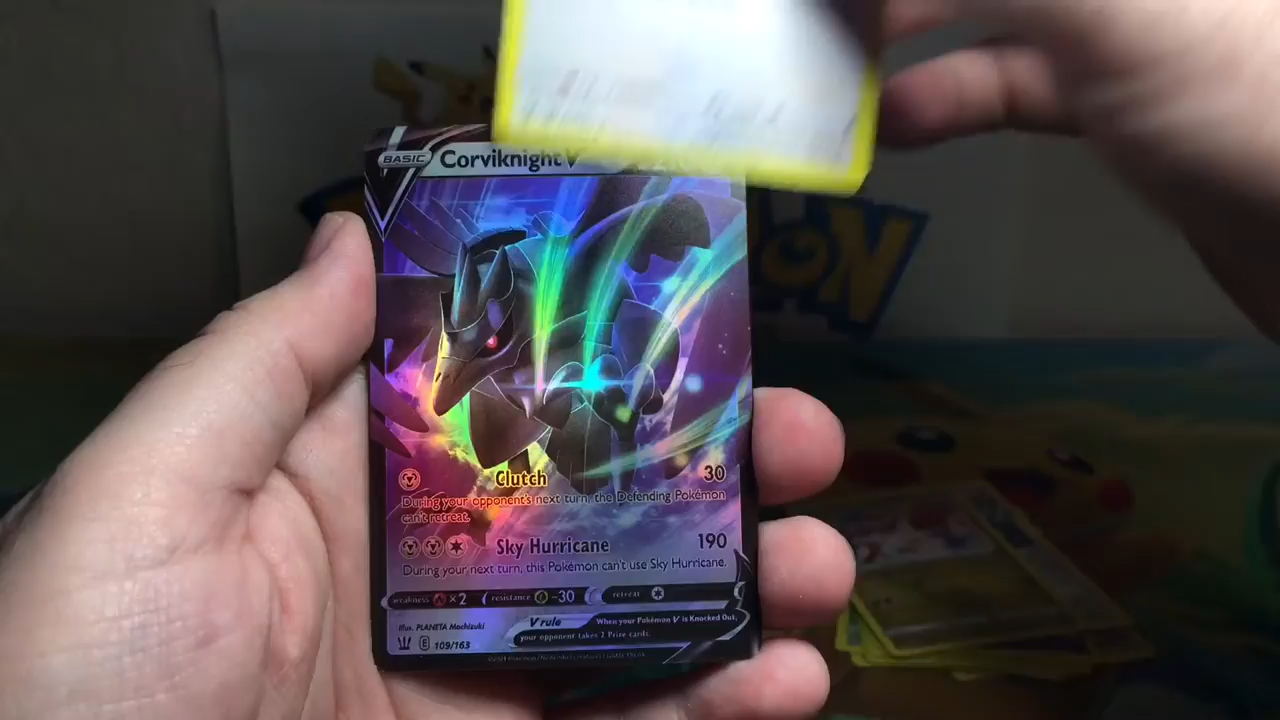 BASIC Corviknight V
Clutch 30
During your opponent's next turn, the Defending Pokémon
can't retreat.
Sky Hurricane 190
During your next turn, this Pokémon can't use Sky Hurricane.
weakness ×2 resistance -30 retreat
Illus. PLANETA Mochizuki
V rule When your Pokémon V is Knocked Out,
your opponent takes 2 Prize cards.
E 109/163